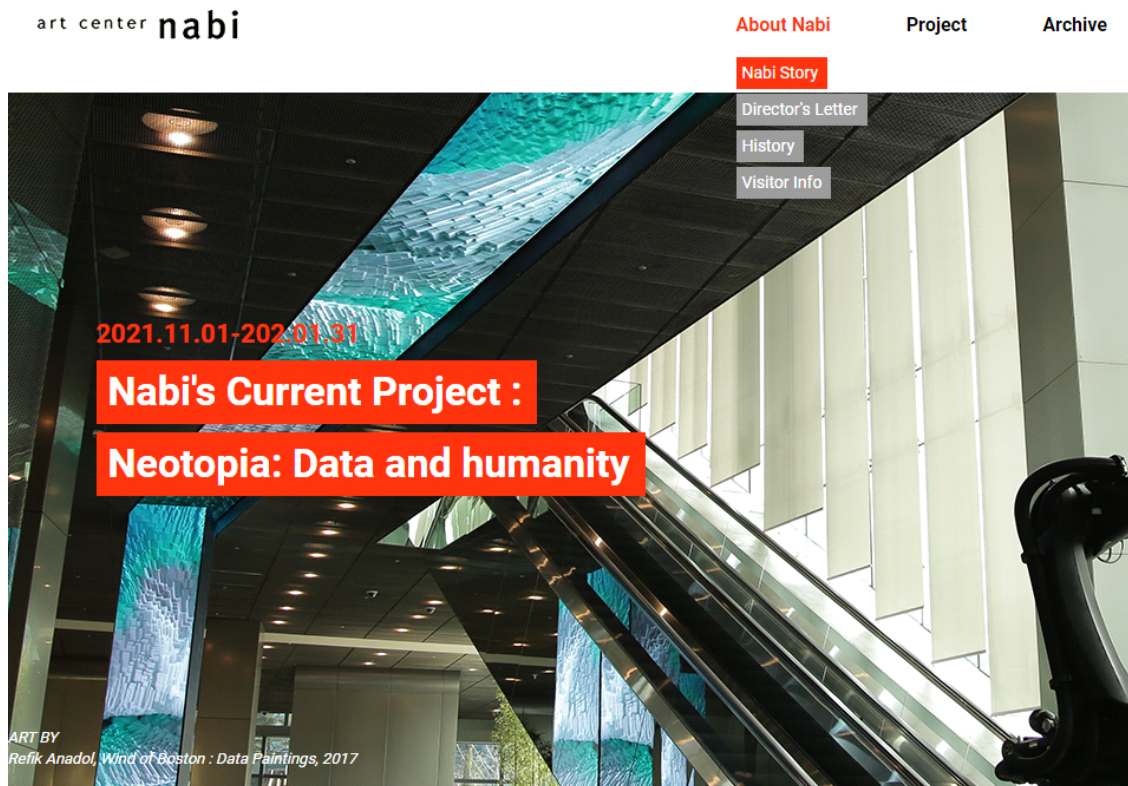 art center nabi
About Nabi Project Archive
Nabi Story
Director's Letter
History
Visitor Info
2021.11.01-202.01.31
Nabi's Current Project :
Neotopia: Data and humanity
ART BY
Refik Anadol, Wind of Boston : Data Paintings, 2017